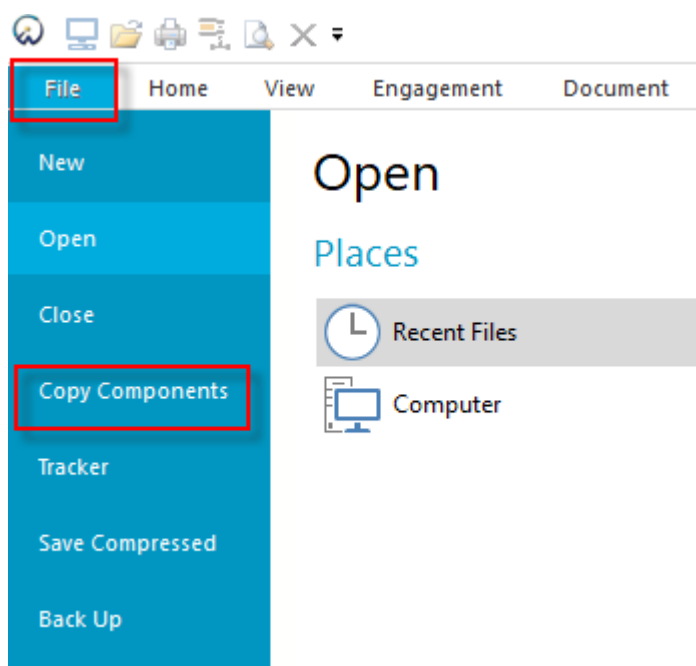 File Home View Engagement Document
New
Open
Close
Copy Components
Tracker
Save Compressed
Back Up
Open
Places
Recent Files
Computer